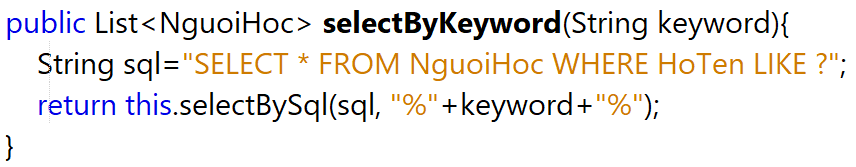 public List<NguoiHoc> selectByKeyword(String keyword){
String sql="SELECT * FROM NguoiHoc WHERE HoTen LIKE ?";
return this.selectBySql(sql, "%"+keyword+"%");
}